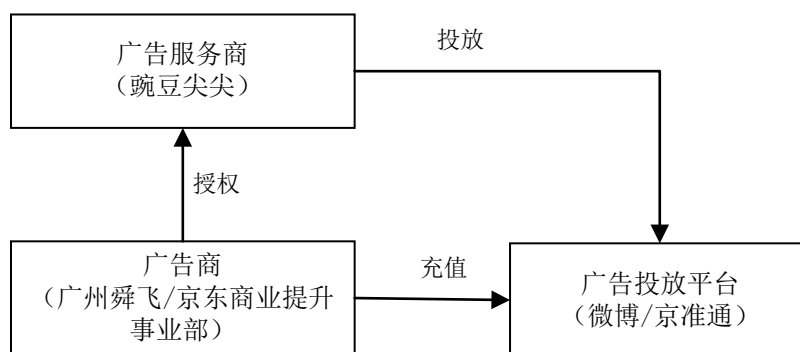 广告服务商
（豌豆尖尖）
投放
授权
广告商
（广州舜飞/京东商业提升
事业部）
充值
广告投放平台
（微博/京准通）